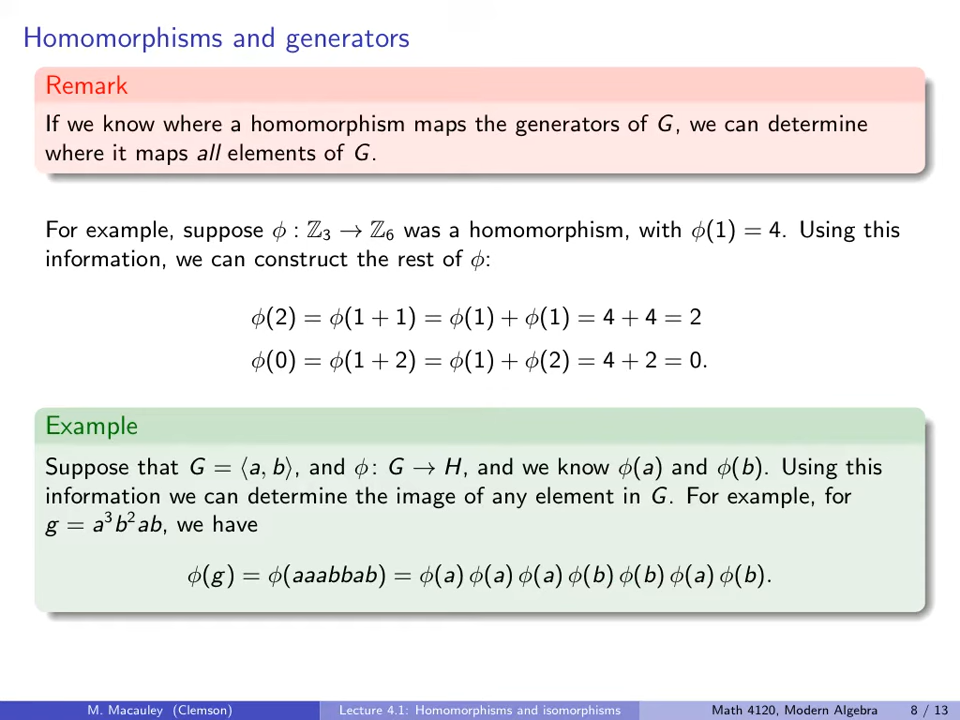 Homomorphisms and generators
Remark
If we know where a homomorphism maps the generators of G, we can determine
where it maps all elements of G.
For example, suppose ϕ : ℤ₃ → ℤ₆ was a homomorphism, with ϕ(1) = 4. Using this
information, we can construct the rest of ϕ:
ϕ(2) = ϕ(1 + 1) = ϕ(1) + ϕ(1) = 4 + 4 = 2
ϕ(0) = ϕ(1 + 2) = ϕ(1) + ϕ(2) = 4 + 2 = 0.
Example
Suppose that G = ⟨a, b⟩, and ϕ: G → H, and we know ϕ(a) and ϕ(b). Using this
information we can determine the image of any element in G. For example, for
g = a³b²ab, we have
ϕ(g) = ϕ(aaabbab) = ϕ(a) ϕ(a) ϕ(a) ϕ(b) ϕ(b) ϕ(a) ϕ(b).
M. Macauley (Clemson) Lecture 4.1: Homomorphisms and isomorphisms Math 4120, Modern Algebra 8 / 13